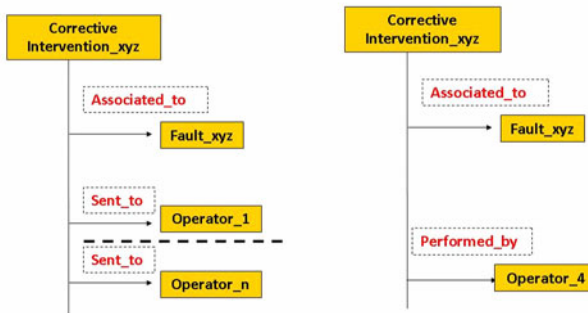 Corrective
Intervention_xyz
Associated_to
Fault_xyz
Sent_to
Operator_1
Sent_to
Operator_n
Corrective
Intervention_xyz
Associated_to
Fault_xyz
Performed_by
Operator_4